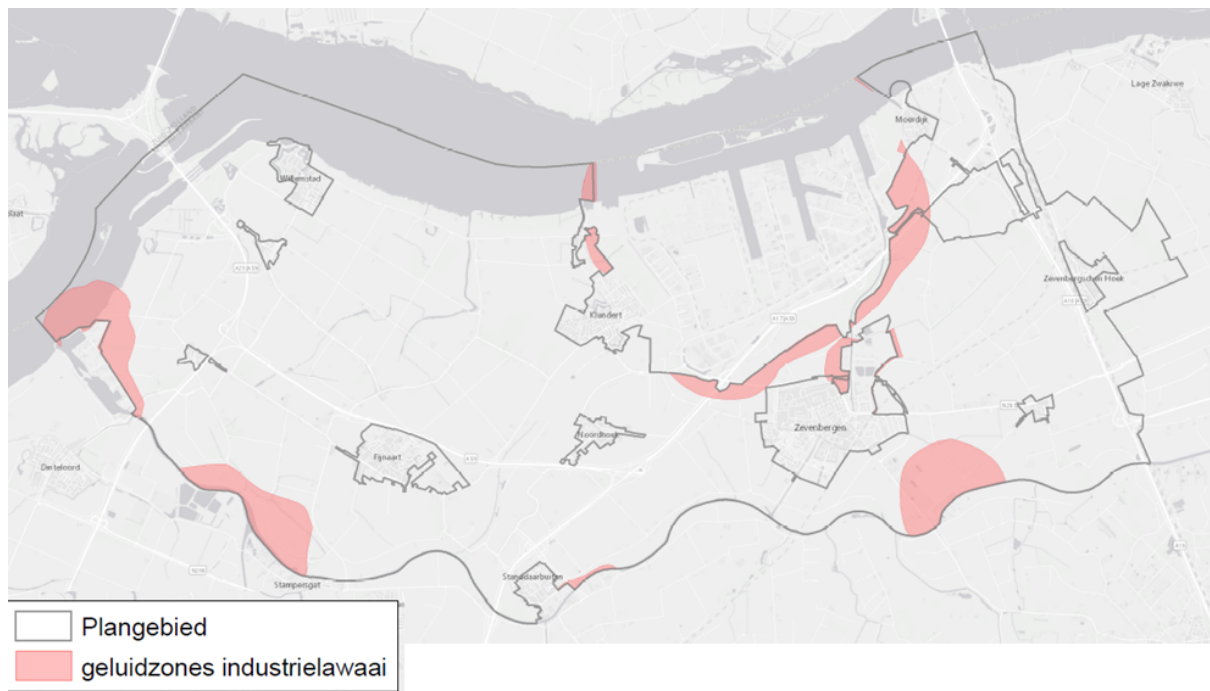 Lage Zwaluwe
Moerdijk
Willemstad
Zevenbergschen Hoek
Klundert
Zevenbergen
Noordhoek
Fijnaart
Dinteloord
Standdaarbuiten
Stampersgat
Plangebied
geluidzones industrielawaai